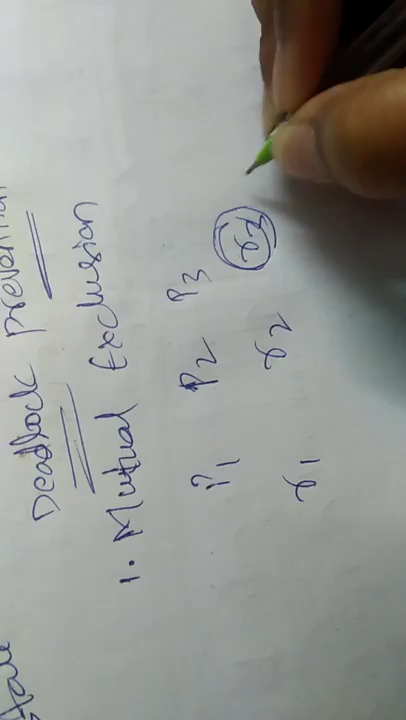 Deadlock prevention
1. Mutual Exclusion
P1 P2 P3
r1 r2 r3